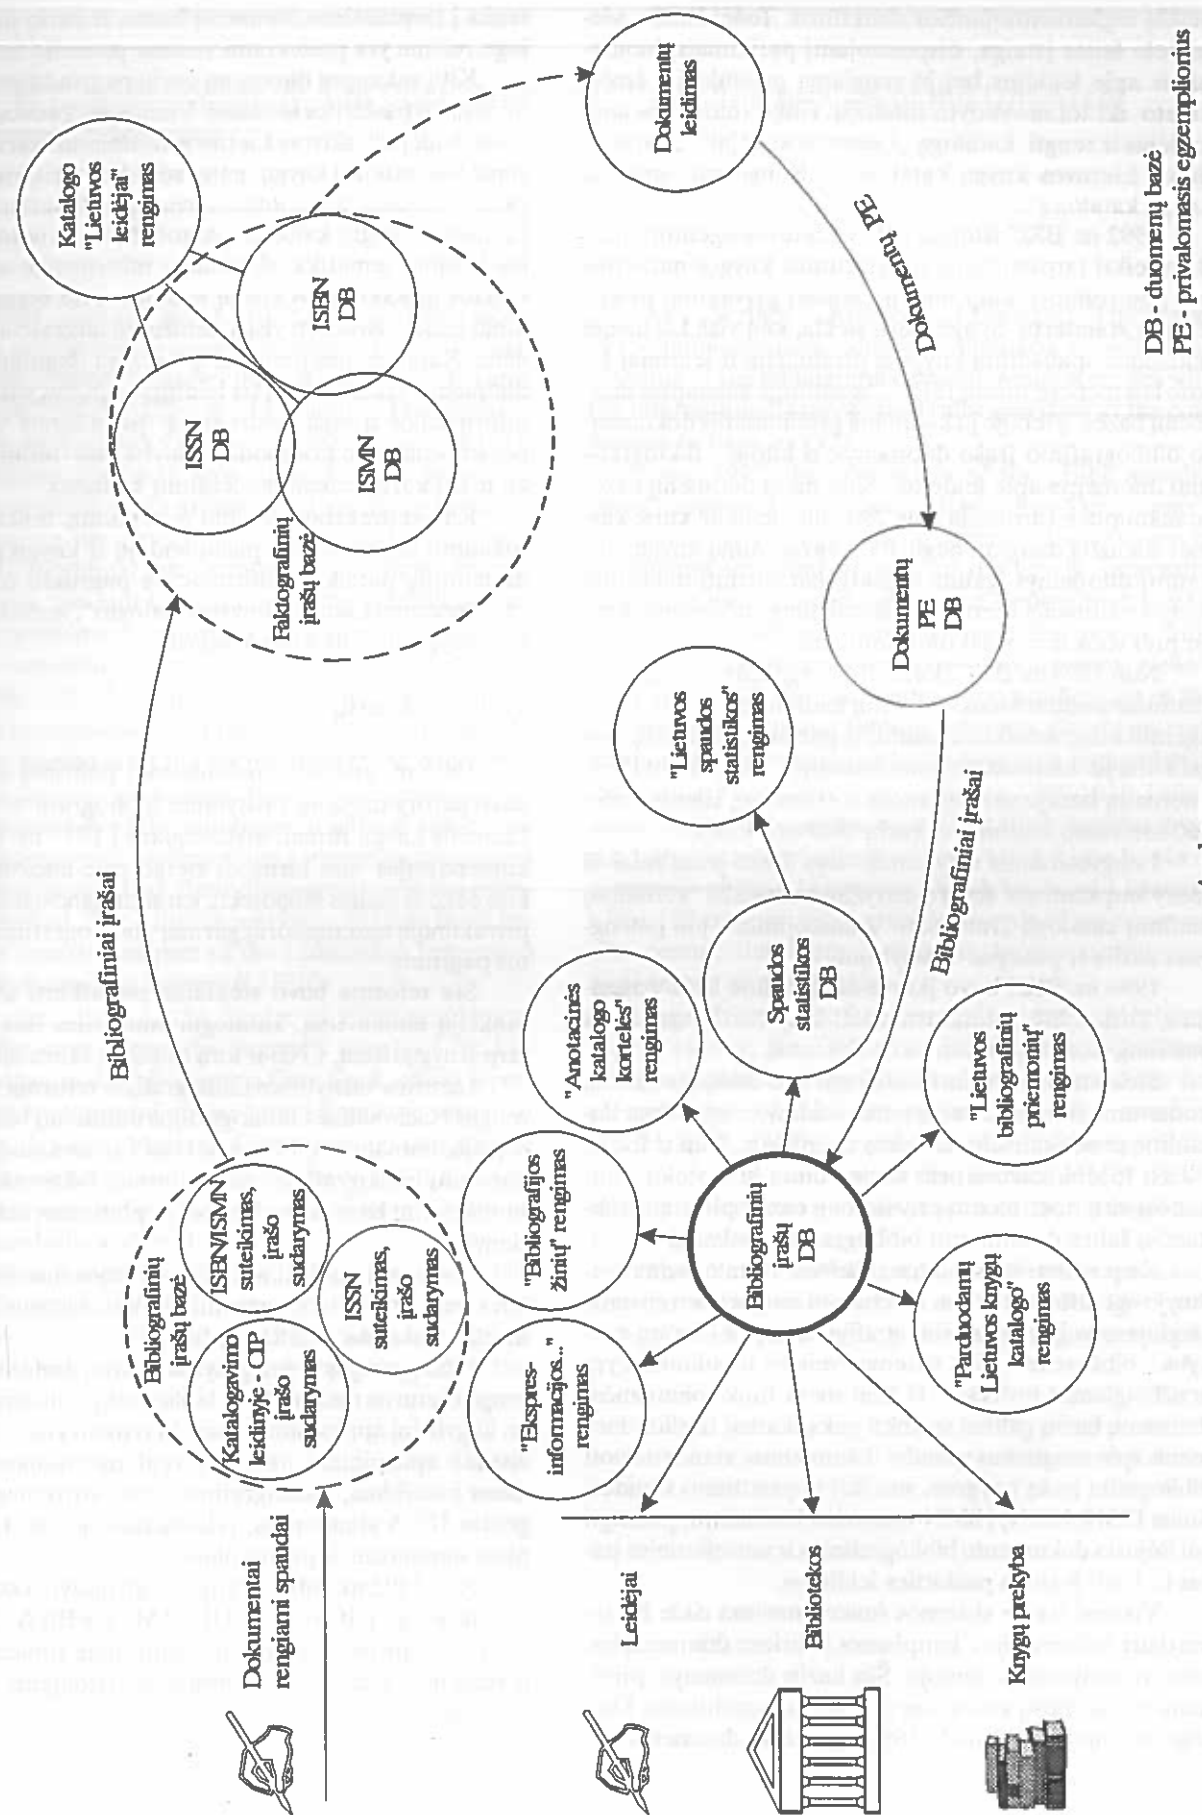 Dokumentai
rengiami spaudai
Bibliografinių
įrašų bazė
Katalogavimo
leidinyje - CIP
įrašo
sudarymas
ISBN/ISMN
suteikimas,
įrašo
sudarymas
ISSN
suteikimas,
įrašo
sudarymas
Bibliografiniai įrašai
Katalogo
"Lietuvos
leidėjai"
rengimas
ISSN
DB
ISBN
DB
ISMN
DB
Faktografinių
įrašų bazė
Dokumentų
leidimas
Dokumentų PE
Dokumentų
PE
DB
Bibliografiniai įrašai
"Lietuvos
spaudos
statistikos"
rengimas
Spaudos
statistikos
DB
"Anotacinės
katalogo
kortelės"
rengimas
"Bibliografijos
žinių" rengimas
"Ekspres-
informacijos..."
rengimas
Bibliografinių
įrašų
DB
"Lietuvos
bibliografinių
priemonių"
rengimas
"Parduodamų
Lietuvos knygų
katalogo"
rengimas
Leidėjai
Bibliotekos
Knygų prekyba
DB - duomenų bazė
PE - privalomasis egzempliorius